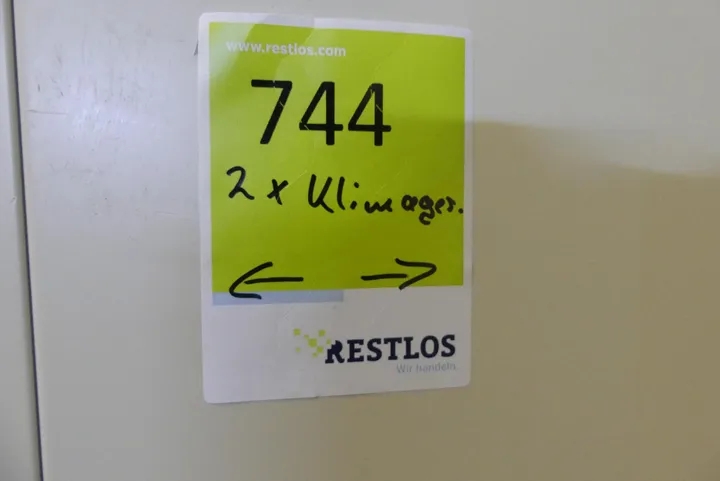 www.restlos.com
744
2 x Klimager.
← →
RESTLOS
Wir handeln.